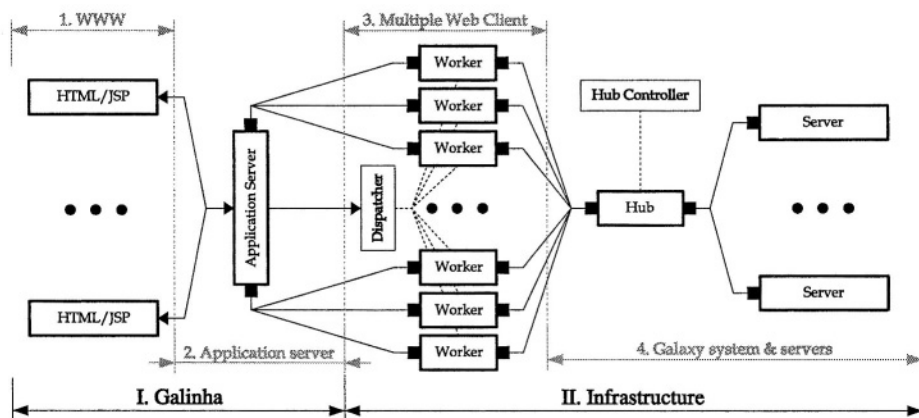 1. WWW
3. Multiple Web Client
HTML/JSP
Worker
Worker
Worker
Hub Controller
Server
Application Server
Dispatcher
Hub
Worker
Worker
Worker
HTML/JSP
Server
2. Application server
4. Galaxy system & servers
I. Galinha
II. Infrastructure